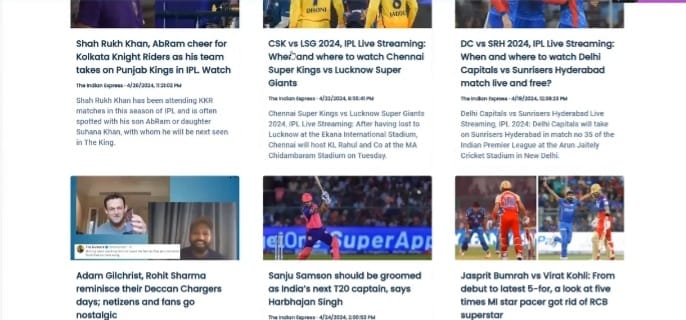 DHONI
Shah Rukh Khan, AbRam cheer for
Kolkata Knight Riders as his team
takes on Punjab Kings in IPL. Watch
The Indian Express - 4/26/2024, 11:21:02 PM
Shah Rukh Khan has been attending KKR
matches in this season of IPL and is often
spotted with his son AbRam or daughter
Suhana Khan, with whom he will be next seen
in The King.
CSK vs LSG 2024, IPL Live Streaming:
When and where to watch Chennai
Super Kings vs Lucknow Super
Giants
The Indian Express - 4/22/2024, 8:55:41 PM
Chennai Super Kings vs Lucknow Super Giants
2024, IPL Live Streaming: After having lost to
Lucknow at the Ekana International Stadium,
Chennai will host KL Rahul and Co at the MA
Chidambaram Stadium on Tuesday.
DC vs SRH 2024, IPL Live Streaming:
When and where to watch Delhi
Capitals vs Sunrisers Hyderabad
match live and free?
The Indian Express - 4/19/2024, 12:59:23 PM
Delhi Capitals vs Sunrisers Hyderabad Live
Streaming, IPL 2024: Delhi Capitals will take
on Sunrisers Hyderabad in match no 35 of the
Indian Premier League at the Arun Jaitely
Cricket Stadium in New Delhi.
Adam Gilchrist, Rohit Sharma
reminisce their Deccan Chargers
days; netizens and fans go
nostalgic
SuperApp
Sanju Samson should be groomed
as India's next T20 captain, says
Harbhajan Singh
The Indian Express - 4/24/2024, 2:00:53 PM
Jasprit Bumrah vs Virat Kohli: From
debut to latest 5-for, a look at five
times MI star pacer got rid of RCB
superstar